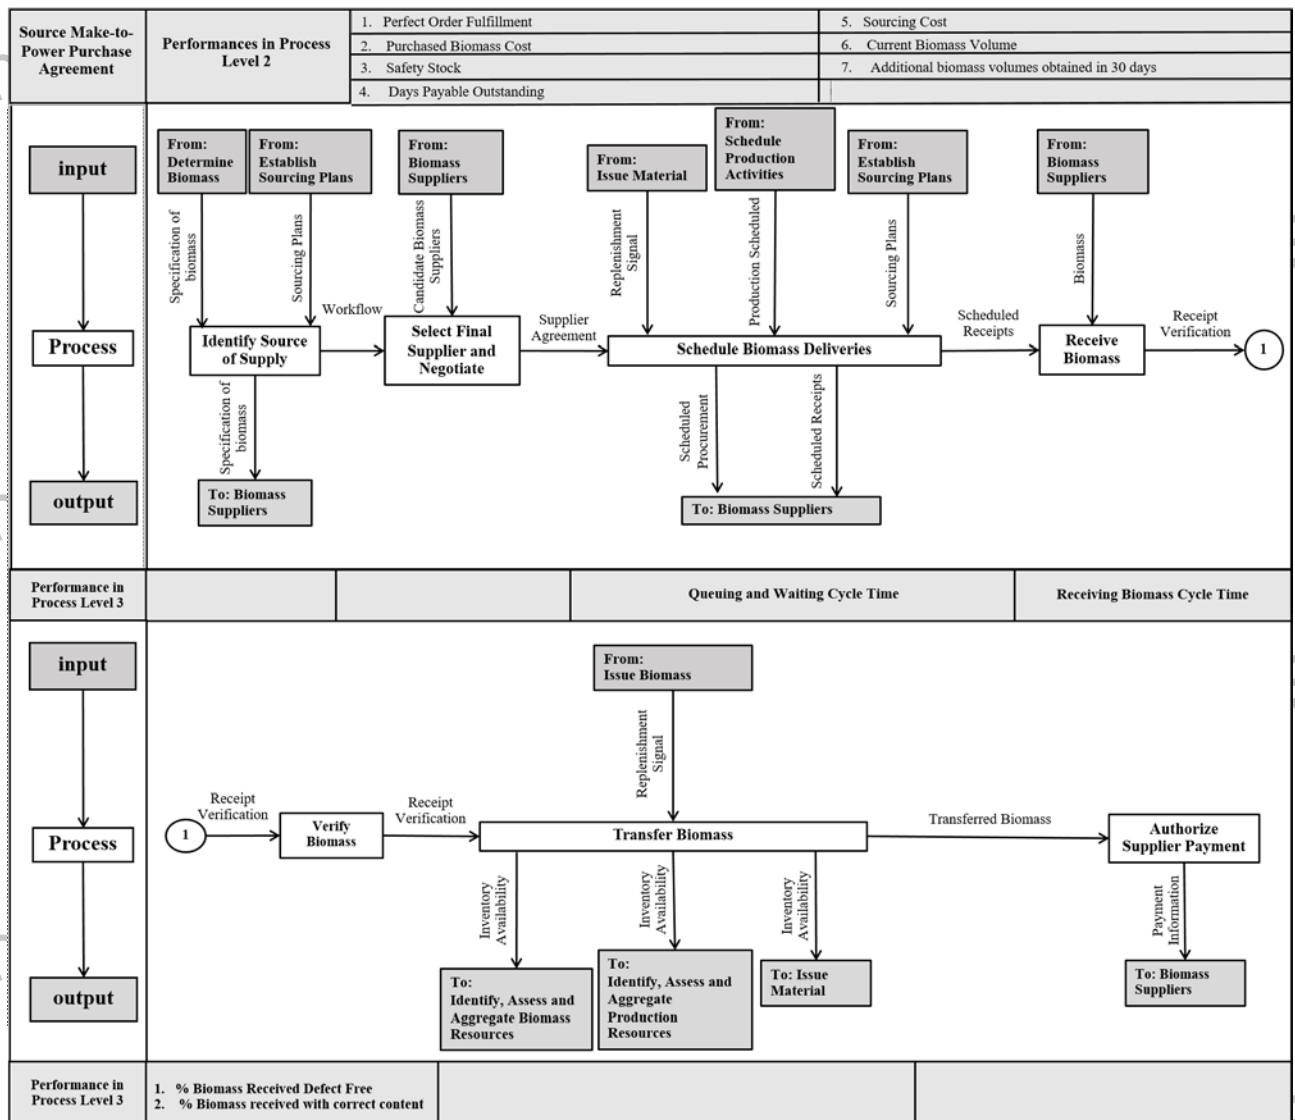 Source Make-to-
Power Purchase
Agreement
Performances in Process
Level 2
1. Perfect Order Fulfillment
2. Purchased Biomass Cost
3. Safety Stock
4. Days Payable Outstanding
5. Sourcing Cost
6. Current Biomass Volume
7. Additional biomass volumes obtained in 30 days
input
From:
Determine
Biomass
From:
Establish
Sourcing Plans
From:
Biomass
Suppliers
From:
Issue Material
From:
Schedule
Production
Activities
From:
Establish
Sourcing Plans
From:
Biomass
Suppliers
Specification of
biomass
Sourcing Plans
Candidate Biomass
Suppliers
Replenishment
Signal
Production Scheduled
Sourcing Plans
Biomass
Process
Identify Source
of Supply
Workflow
Select Final
Supplier and
Negotiate
Supplier
Agreement
Schedule Biomass Deliveries
Scheduled
Receipts
Receive
Biomass
Receipt
Verification
1
Specification of
biomass
Scheduled
Procurement
Scheduled Receipts
output
To: Biomass
Suppliers
To: Biomass Suppliers
Performance in
Process Level 3
Queuing and Waiting Cycle Time
Receiving Biomass Cycle Time
input
From:
Issue Biomass
Replenishment
Signal
Process
1
Receipt
Verification
Verify
Biomass
Receipt
Verification
Transfer Biomass
Transferred Biomass
Authorize
Supplier Payment
Inventory
Availability
Inventory
Availability
Inventory
Availability
Payment
Information
output
To:
Identify, Assess and
Aggregate Biomass
Resources
To:
Identify, Assess and
Aggregate
Production
Resources
To: Issue
Material
To: Biomass
Suppliers
Performance in
Process Level 3
1. % Biomass Received Defect Free
2. % Biomass received with correct content